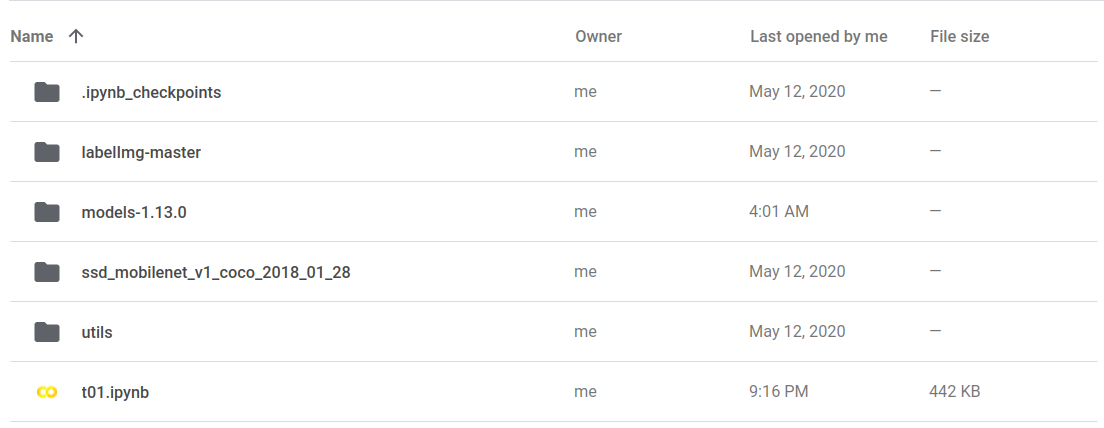 Name Owner Last opened by me File size
.ipynb_checkpoints me May 12, 2020 —
labelImg-master me May 12, 2020 —
models-1.13.0 me 4:01 AM —
ssd_mobilenet_v1_coco_2018_01_28 me May 12, 2020 —
utils me May 12, 2020 —
t01.ipynb me 9:16 PM 442 KB